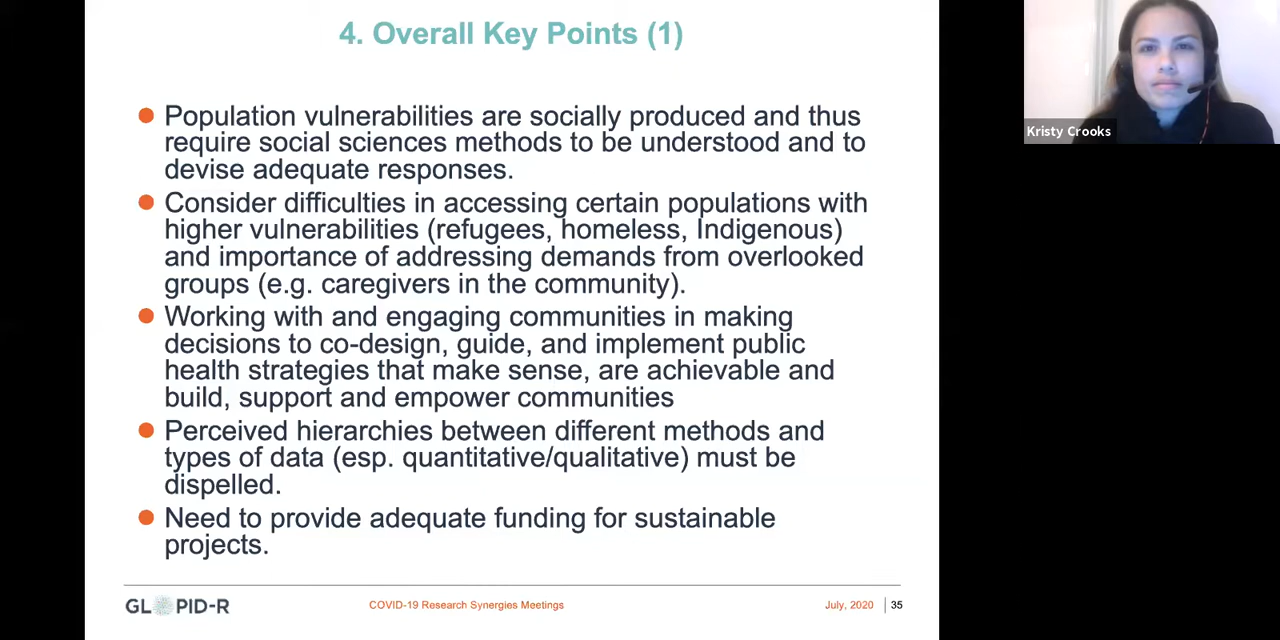 4. Overall Key Points (1)
Population vulnerabilities are socially produced and thus
require social sciences methods to be understood and to
devise adequate responses.
Consider difficulties in accessing certain populations with
higher vulnerabilities (refugees, homeless, Indigenous)
and importance of addressing demands from overlooked
groups (e.g. caregivers in the community).
Working with and engaging communities in making
decisions to co-design, guide, and implement public
health strategies that make sense, are achievable and
build, support and empower communities
Perceived hierarchies between different methods and
types of data (esp. quantitative/qualitative) must be
dispelled.
Need to provide adequate funding for sustainable
projects.
GLOPID-R
COVID-19 Research Synergies Meetings
July, 2020
35
Kristy Crooks